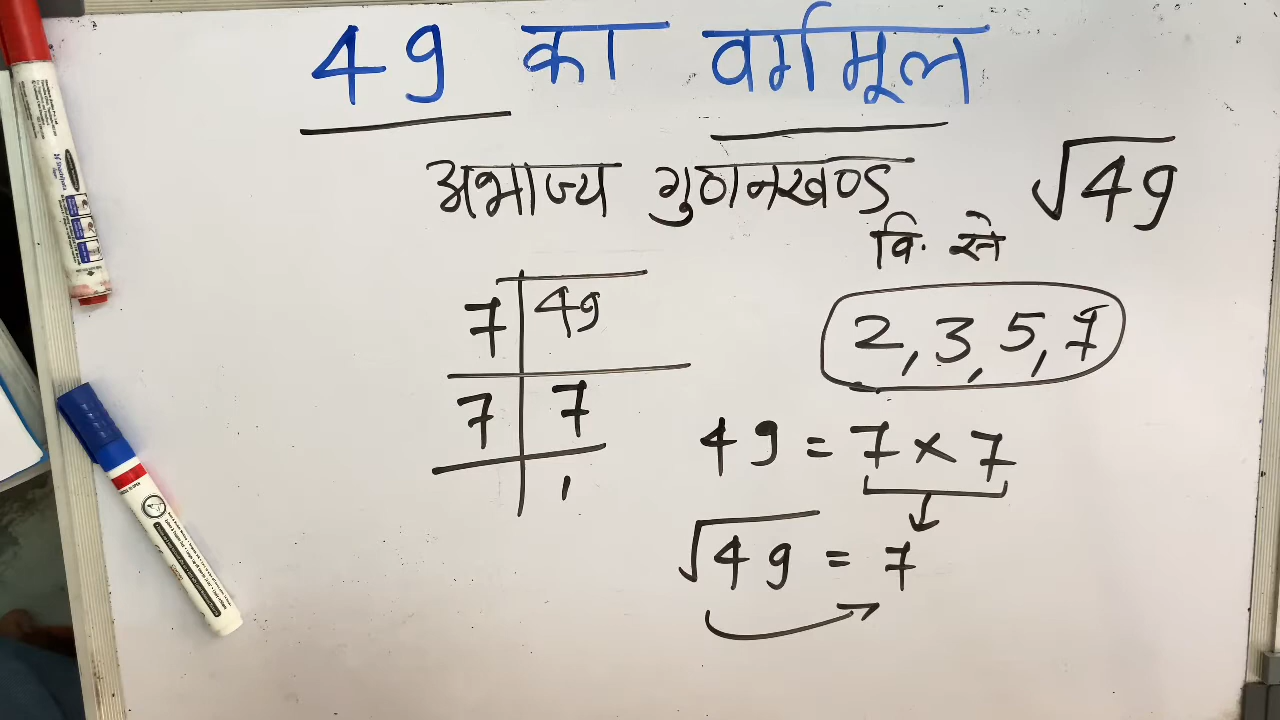 49 का वर्गमूल
अभाज्य गुणनखण्ड √49
वि. से
2, 3, 5, 7
7 | 49
7 | 7
1
49 = 7 × 7
√49 = 7